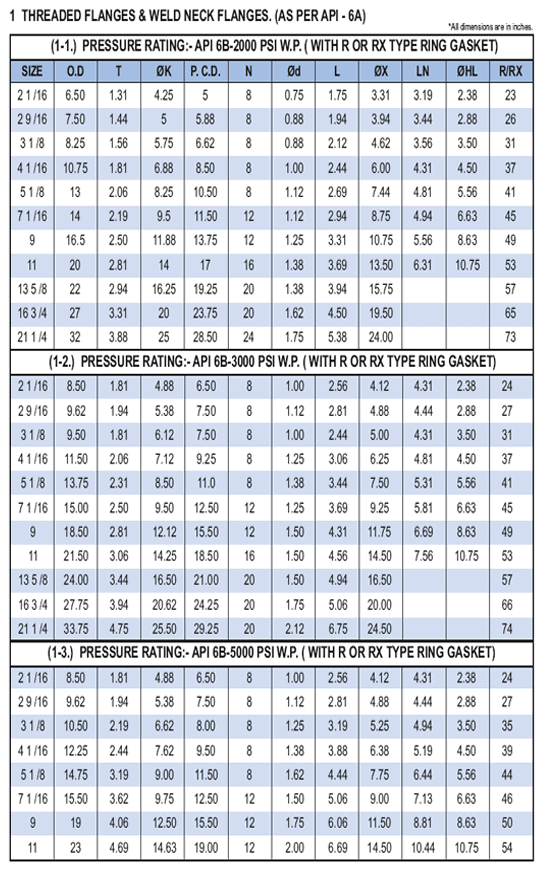 1 THREADED FLANGES & WELD NECK FLANGES. (AS PER API - 6A)
*All dimensions are in inches.
(1-1.) PRESSURE RATING:- API 6B-2000 PSI W.P. ( WITH R OR RX TYPE RING GASKET)
SIZE O.D T ØK P. C.D. N Ød L ØX LN ØHL R/RX
2 1 /16 6.50 1.31 4.25 5 8 0.75 1.75 3.31 3.19 2.38 23
2 9 /16 7.50 1.44 5 5.88 8 0.88 1.94 3.94 3.44 2.88 26
3 1 /8 8.25 1.56 5.75 6.62 8 0.88 2.12 4.62 3.56 3.50 31
4 1 /16 10.75 1.81 6.88 8.50 8 1.00 2.44 6.00 4.31 4.50 37
5 1 /8 13 2.06 8.25 10.50 8 1.12 2.69 7.44 4.81 5.56 41
7 1 /16 14 2.19 9.5 11.50 12 1.12 2.94 8.75 4.94 6.63 45
9 16.5 2.50 11.88 13.75 12 1.25 3.31 10.75 5.56 8.63 49
11 20 2.81 14 17 16 1.38 3.69 13.50 6.31 10.75 53
13 5 /8 22 2.94 16.25 19.25 20 1.38 3.94 15.75 57
16 3 /4 27 3.31 20 23.75 20 1.62 4.50 19.50 65
21 1 /4 32 3.88 25 28.50 24 1.75 5.38 24.00 73
(1-2.) PRESSURE RATING:- API 6B-3000 PSI W.P. ( WITH R OR RX TYPE RING GASKET)
2 1 /16 8.50 1.81 4.88 6.50 8 1.00 2.56 4.12 4.31 2.38 24
2 9 /16 9.62 1.94 5.38 7.50 8 1.12 2.81 4.88 4.44 2.88 27
3 1 /8 9.50 1.81 6.12 7.50 8 1.00 2.44 5.00 4.31 3.50 31
4 1 /16 11.50 2.06 7.12 9.25 8 1.25 3.06 6.25 4.81 4.50 37
5 1 /8 13.75 2.31 8.50 11.0 8 1.38 3.44 7.50 5.31 5.56 41
7 1 /16 15.00 2.50 9.50 12.50 12 1.25 3.69 9.25 5.81 6.63 45
9 18.50 2.81 12.12 15.50 12 1.50 4.31 11.75 6.69 8.63 49
11 21.50 3.06 14.25 18.50 16 1.50 4.56 14.50 7.56 10.75 53
13 5 /8 24.00 3.44 16.50 21.00 20 1.50 4.94 16.50 57
16 3 /4 27.75 3.94 20.62 24.25 20 1.75 5.06 20.00 66
21 1 /4 33.75 4.75 25.50 29.25 20 2.12 6.75 24.50 74
(1-3.) PRESSURE RATING:- API 6B-5000 PSI W.P. ( WITH R OR RX TYPE RING GASKET)
2 1 /16 8.50 1.81 4.88 6.50 8 1.00 2.56 4.12 4.31 2.38 24
2 9 /16 9.62 1.94 5.38 7.50 8 1.12 2.81 4.88 4.44 2.88 27
3 1 /8 10.50 2.19 6.62 8.00 8 1.25 3.19 5.25 4.94 3.50 35
4 1 /16 12.25 2.44 7.62 9.50 8 1.38 3.88 6.38 5.19 4.50 39
5 1 /8 14.75 3.19 9.00 11.50 8 1.62 4.44 7.75 6.44 5.56 44
7 1 /16 15.50 3.62 9.75 12.50 12 1.50 5.06 9.00 7.13 6.63 46
9 19 4.06 12.50 15.50 12 1.75 6.06 11.50 8.81 8.63 50
11 23 4.69 14.63 19.00 12 2.00 6.69 14.50 10.44 10.75 54